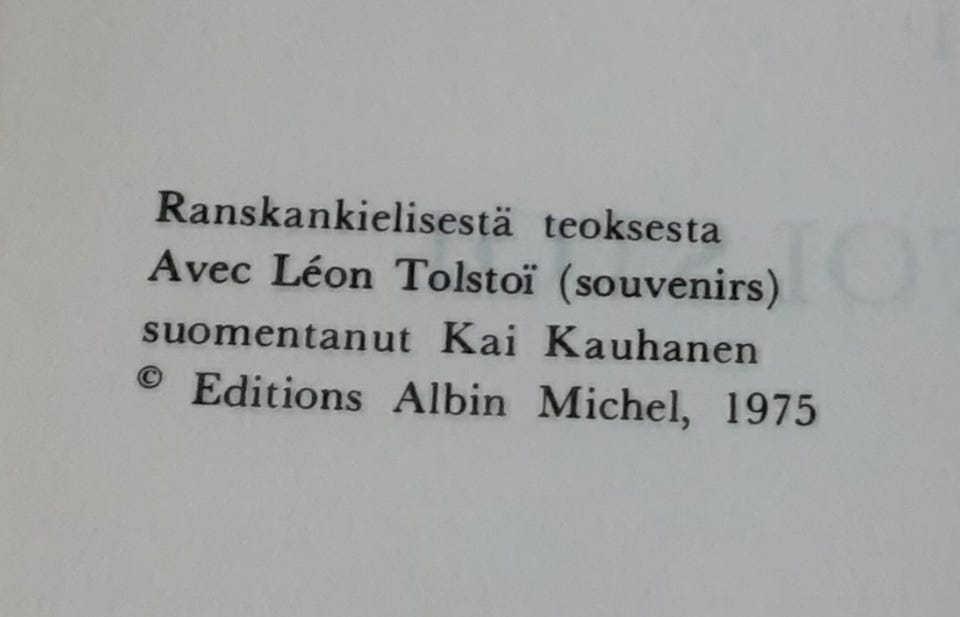 Ranskankielisestä teoksesta
Avec Léon Tolstoï (souvenirs)
suomentanut Kai Kauhanen
© Editions Albin Michel, 1975